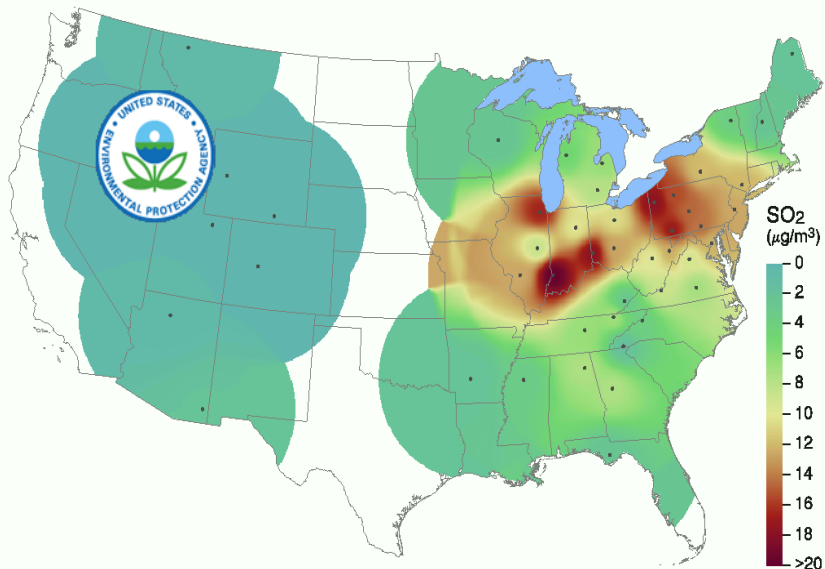 UNITED STATES
ENVIRONMENTAL PROTECTION AGENCY
SO2
(μg/m³)
0
2
4
6
8
10
12
14
16
18
>20